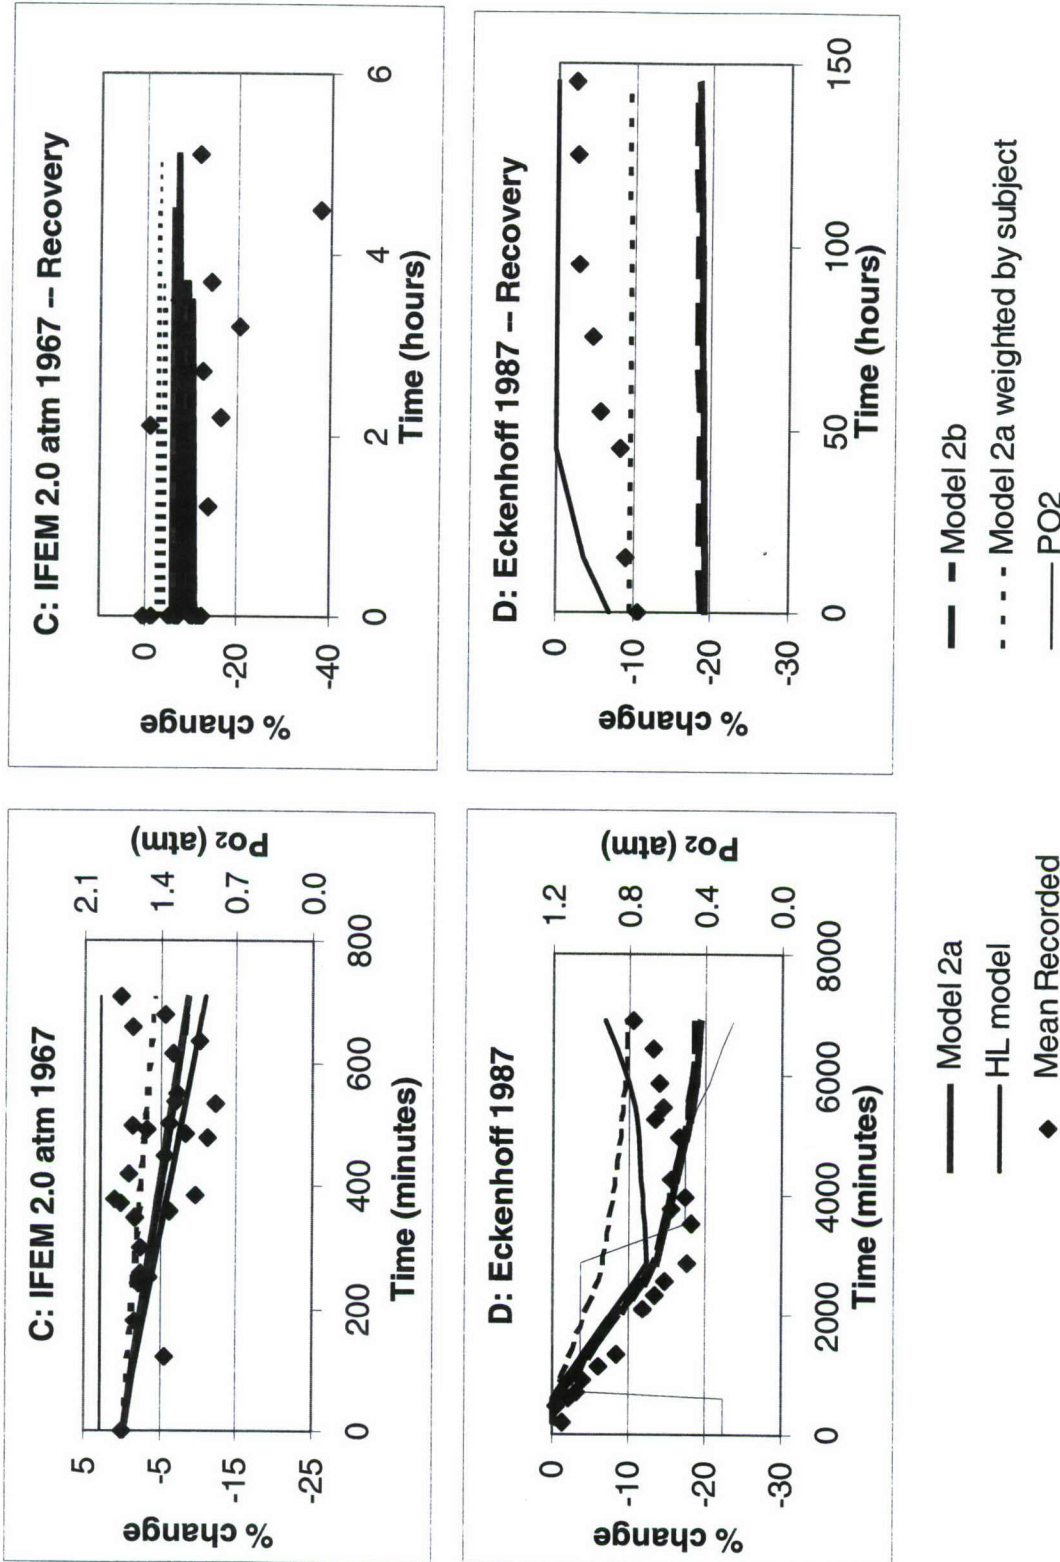 C: IFEM 2.0 atm 1967
% change
5
-5
-15
-25
0
200
400
600
800
Time (minutes)
2.1
1.4
0.7
0.0
PO2 (atm)
C: IFEM 2.0 atm 1967 -- Recovery
% change
0
-20
-40
0
2
4
6
Time (hours)
D: Eckenhoff 1987
% change
0
-10
-20
-30
0
2000
4000
6000
8000
Time (minutes)
1.2
0.8
0.4
0.0
PO2 (atm)
D: Eckenhoff 1987 -- Recovery
% change
0
-10
-20
-30
0
50
100
150
Time (hours)
Model 2a
Model 2b
HL model
Model 2a weighted by subject
Mean Recorded
PO2